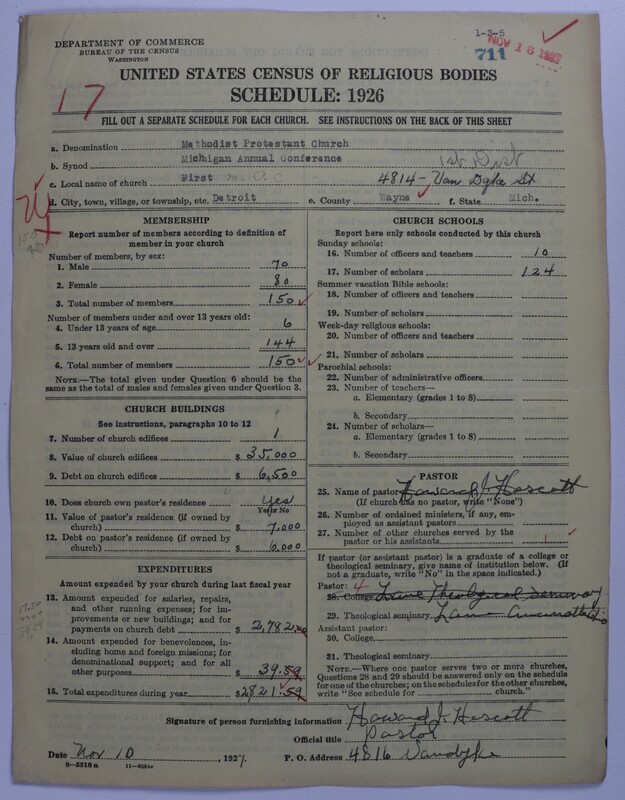 DEPARTMENT OF COMMERCE
BUREAU OF THE CENSUS
WASHINGTON
1-3-5
711
NOV 16 1927
17
UNITED STATES CENSUS OF RELIGIOUS BODIES
SCHEDULE: 1926
FILL OUT A SEPARATE SCHEDULE FOR EACH CHURCH. SEE INSTRUCTIONS ON THE BACK OF THIS SHEET
a. Denomination Methodist Protestant Church
b. Synod Michigan Annual Conference 1st Dist
c. Local name of church First 4814- Van Dyke St
d. City, town, village, or township, etc. Detroit e. County Wayne f. State Mich.
MEMBERSHIP
Report number of members according to definition of member in your church
Number of members, by sex:
1. Male 70
2. Female 80
3. Total number of members 150
Number of members under and over 13 years old:
4. Under 13 years of age 6
5. 13 years old and over 144
6. Total number of members 150
NOTE.—The total given under Question 6 should be the same as the total of males and females given under Question 3.
CHURCH BUILDINGS
See instructions, paragraphs 10 to 12
7. Number of church edifices 1
8. Value of church edifices $ 35,000
9. Debt on church edifices $ 6,500
10. Does church own pastor's residence Yes
Yes or No
11. Value of pastor's residence (if owned by church) $ 7,000
12. Debt on pastor's residence (if owned by church) $ 6,000
EXPENDITURES
Amount expended by your church during last fiscal year
13. Amount expended for salaries, repairs, and other running expenses; for improvements or new buildings; and for payments on church debt $ 2,782
14. Amount expended for benevolences, including home and foreign missions; for denominational support; and for all other purposes $ 39.59
15. Total expenditures during year $ 2821.59
CHURCH SCHOOLS
Report here only schools conducted by this church
Sunday schools:
16. Number of officers and teachers 10
17. Number of scholars 124
Summer vacation Bible schools:
18. Number of officers and teachers
19. Number of scholars
Week-day religious schools:
20. Number of officers and teachers
21. Number of scholars
Parochial schools:
22. Number of administrative officers
23. Number of teachers—
a. Elementary (grades 1 to 8)
b. Secondary
24. Number of scholars—
a. Elementary (grades 1 to 8)
b. Secondary
PASTOR
25. Name of pastor Howard J. Hescott
(If church has no pastor, write "None")
26. Number of ordained ministers, if any, employed as assistant pastors
27. Number of other churches served by the pastor or his assistants 1
If pastor (or assistant pastor) is a graduate of a college or theological seminary, give name of institution below. (If not a graduate, write "No" in the space indicated.)
Pastor: 4
28. College Lane Theological Seminary
29. Theological seminary Lane Cincinnati O
Assistant pastor:
30. College
31. Theological seminary
NOTE.—Where one pastor serves two or more churches, Questions 28 and 29 should be answered only on the schedule for one of the churches; on the schedules for the other churches, write "See schedule for church."
Signature of person furnishing information Howard J. Hescott
Official title Pastor
Date Nov 10, 1927. P. O. Address 4816 Vandyke
8—5318 a